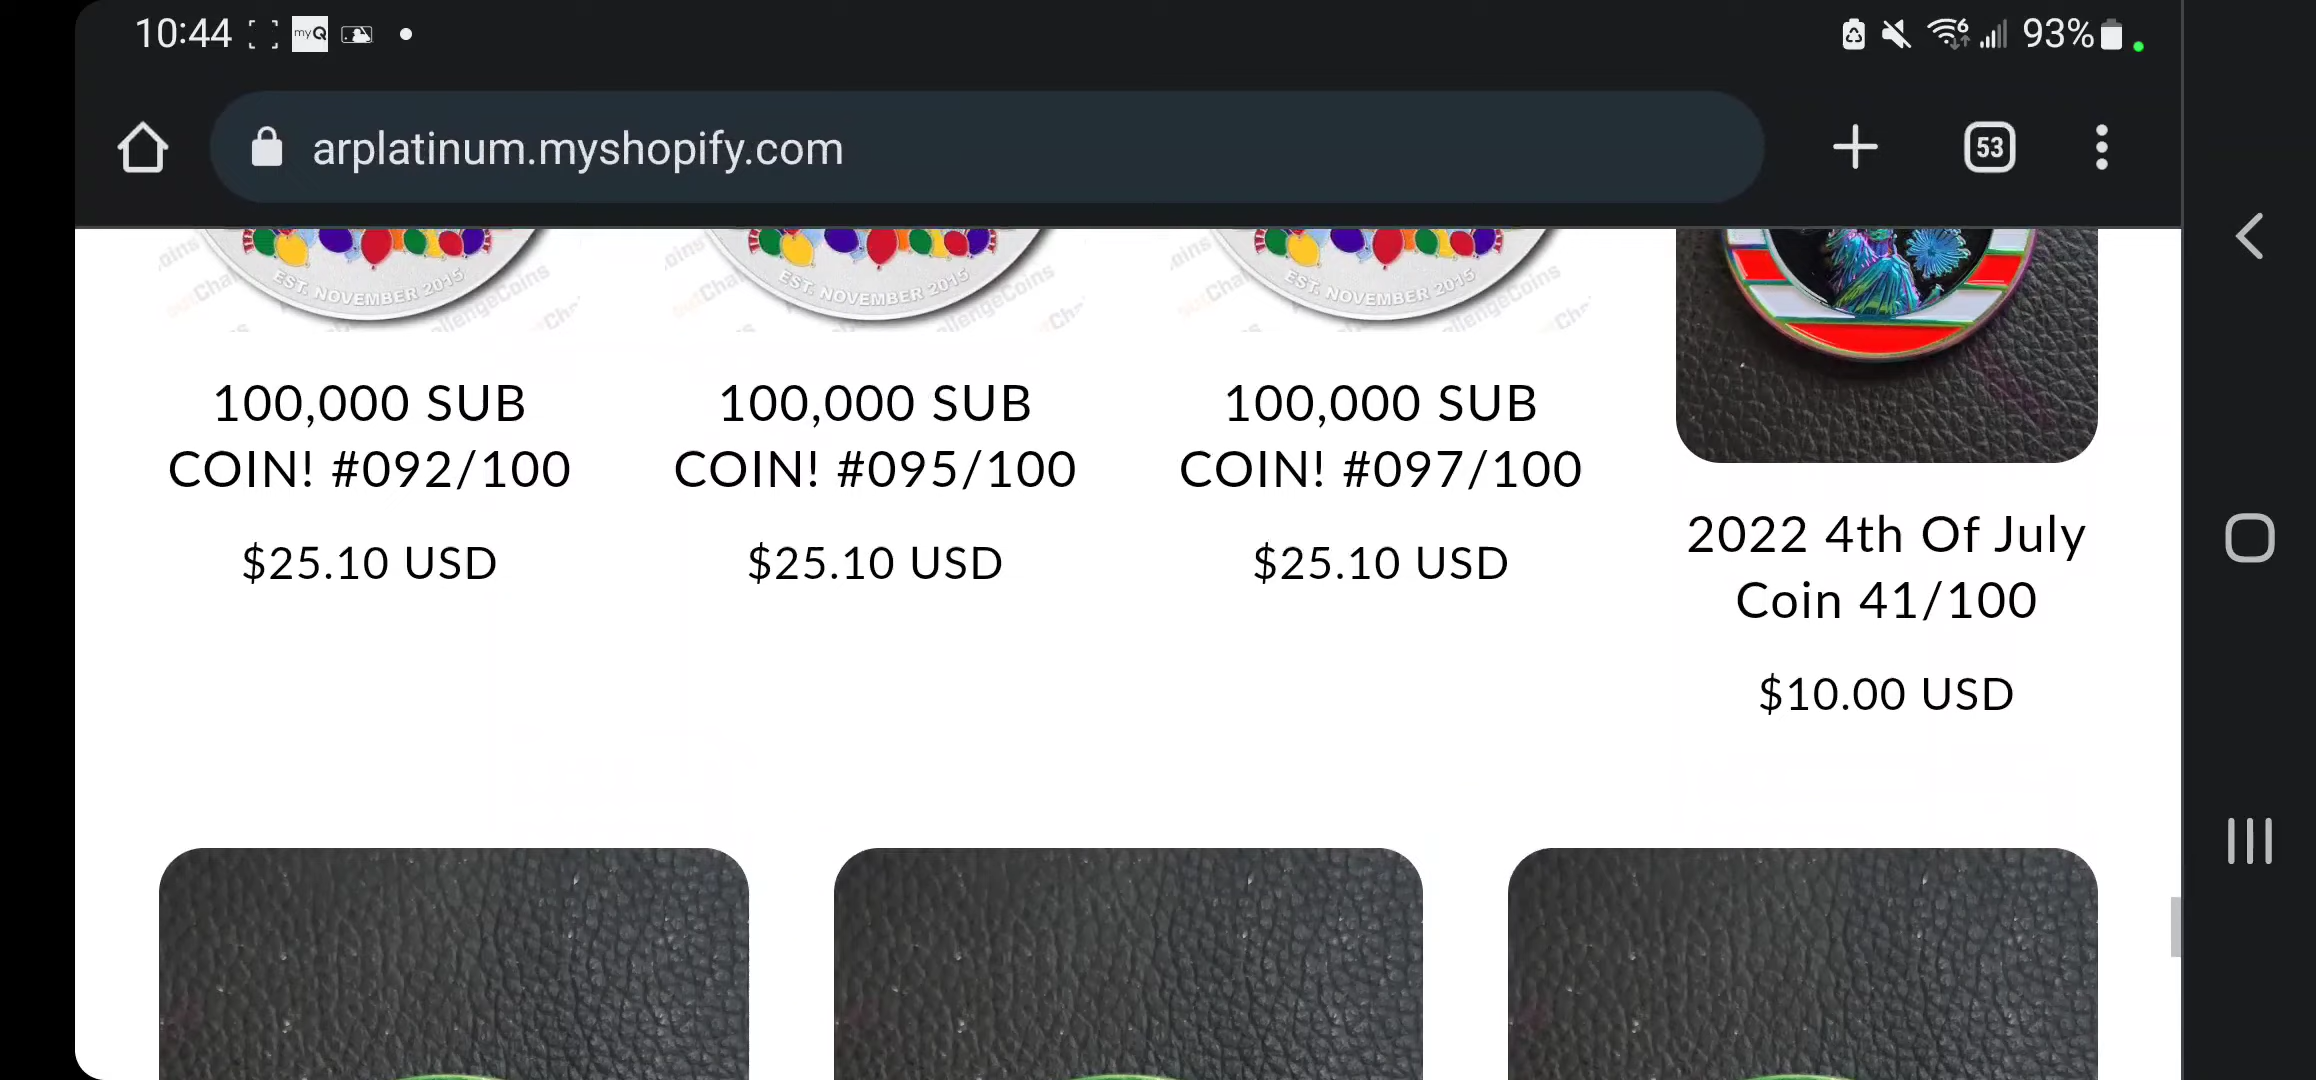 10:44
myQ
6
93%
arplatinum.myshopify.com
53
EST. NOVEMBER 2015
EST. NOVEMBER 2015
EST. NOVEMBER 2015
100,000 SUB
COIN! #092/100
$25.10 USD
100,000 SUB
COIN! #095/100
$25.10 USD
100,000 SUB
COIN! #097/100
$25.10 USD
2022 4th Of July
Coin 41/100
$10.00 USD